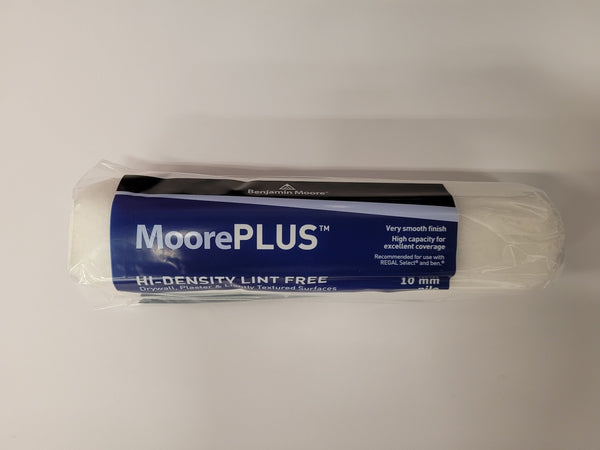 Benjamin Moore®
MoorePLUS™
Very smooth finish
High capacity for
excellent coverage
Recommended for use with
REGAL Select® and ben.®
HI-DENSITY LINT FREE
Drywall, Plaster & Lightly Textured Surfaces
10 mm
pile